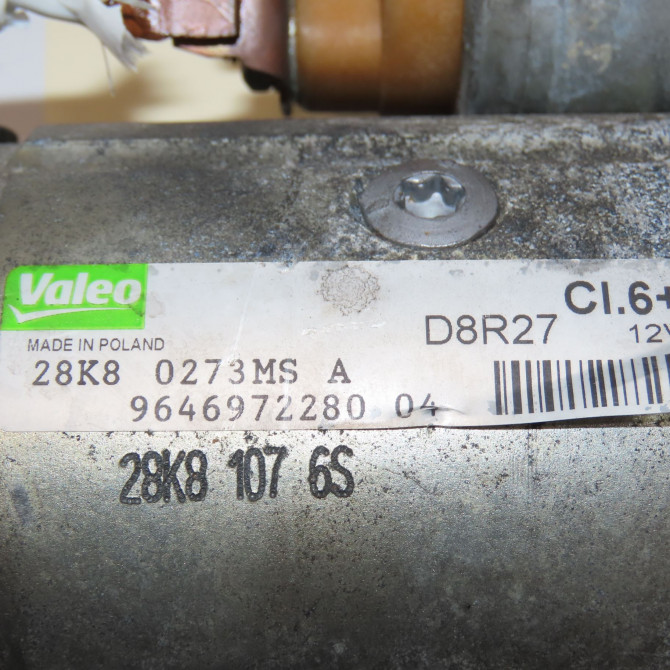 Valeo
Cl.6+
D8R27
12V
MADE IN POLAND
28K8 0273MS A
9646972280 04
28K8 107 6S